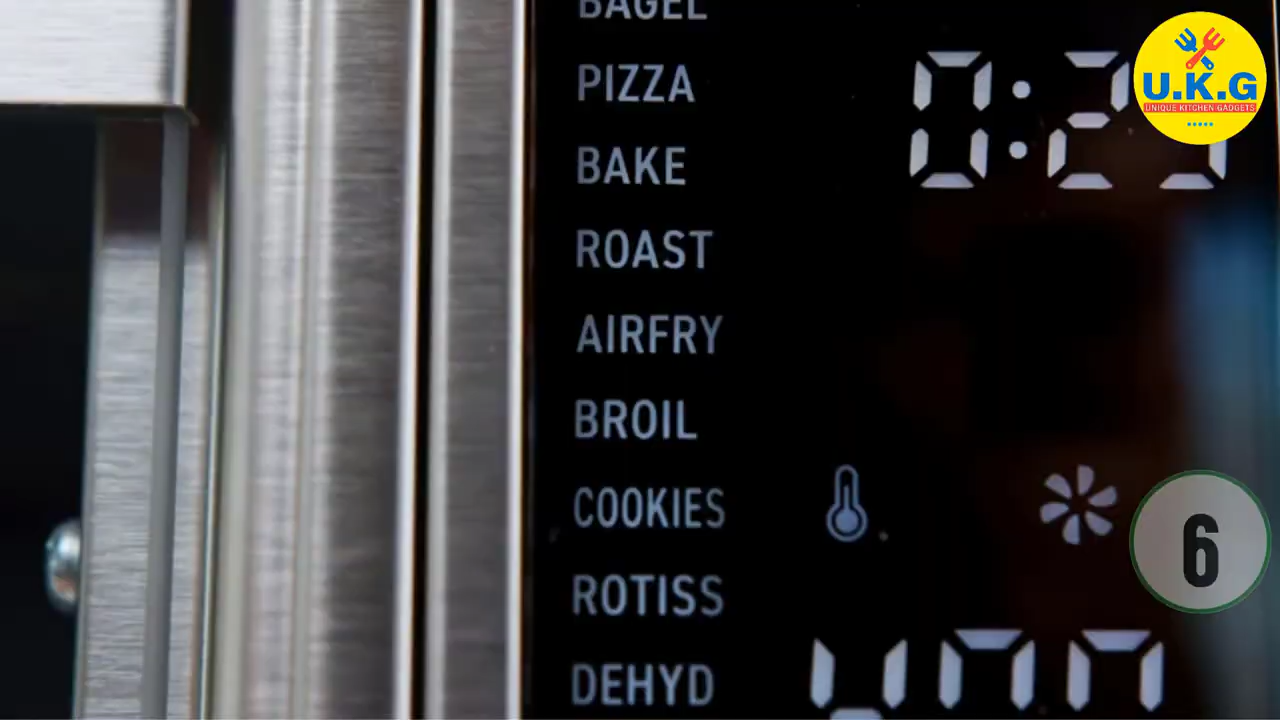 BAGEL
PIZZA
BAKE
ROAST
AIRFRY
BROIL
COOKIES
ROTISS
DEHYD
U.K.G
UNIQUE KITCHEN GADGETS
6